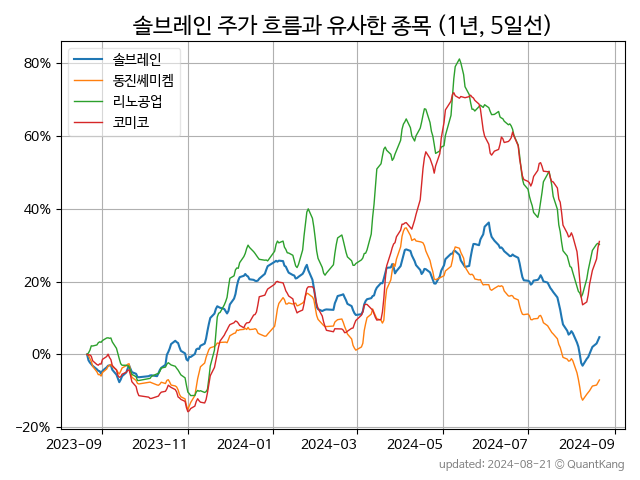 솔브레인 주가 흐름과 유사한 종목 (1년, 5일선)
솔브레인
동진쎄미켐
리노공업
코미코
80%
60%
40%
20%
0%
−20%
2023-09 2023-11 2024-01 2024-03 2024-05 2024-07 2024-09
updated: 2024-08-21 © QuantKang